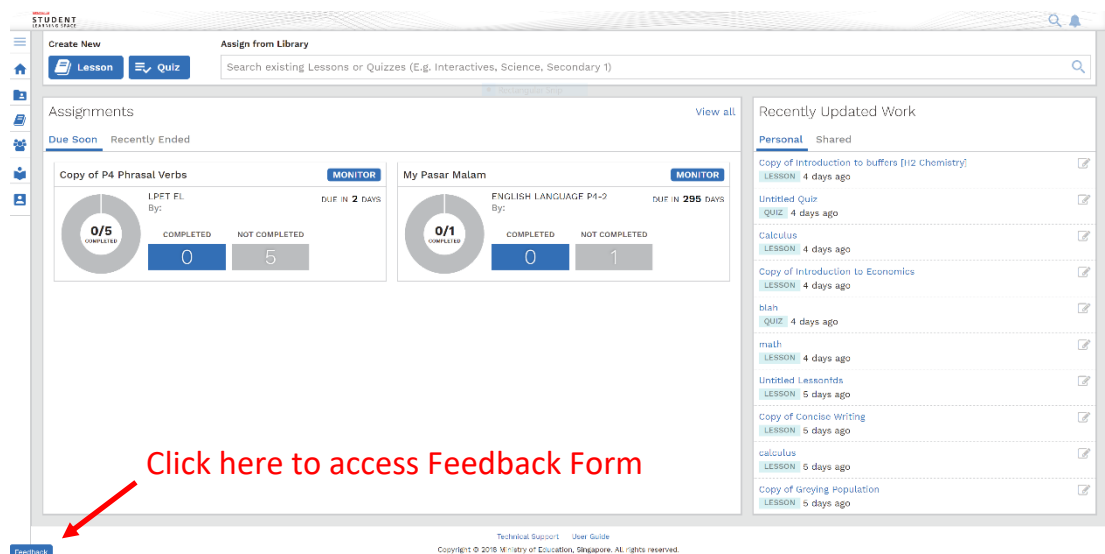 STUDENT
LEARNING SPACE
Create New
Assign from Library
Lesson
Quiz
Search existing Lessons or Quizzes (E.g. Interactives, Science, Secondary 1)
Rectangular Snip
Assignments
View all
Due Soon Recently Ended
Copy of P4 Phrasal Verbs
MONITOR
LPET EL
By:
DUE IN 2 DAYS
0/5
COMPLETED
COMPLETED
NOT COMPLETED
0
5
My Pasar Malam
MONITOR
ENGLISH LANGUAGE P4-2
By:
DUE IN 295 DAYS
0/1
COMPLETED
COMPLETED
NOT COMPLETED
0
1
Recently Updated Work
Personal Shared
Copy of Introduction to buffers [H2 Chemistry]
LESSON 4 days ago
Untitled Quiz
QUIZ 4 days ago
Calculus
LESSON 4 days ago
Copy of Introduction to Economics
LESSON 4 days ago
blah
QUIZ 4 days ago
math
LESSON 4 days ago
Untitled Lessonfds
LESSON 5 days ago
Copy of Concise Writing
LESSON 5 days ago
calculus
LESSON 5 days ago
Copy of Greying Population
LESSON 5 days ago
Click here to access Feedback Form
Feedback
Technical Support User Guide
Copyright © 2018 Ministry of Education, Singapore. All rights reserved.